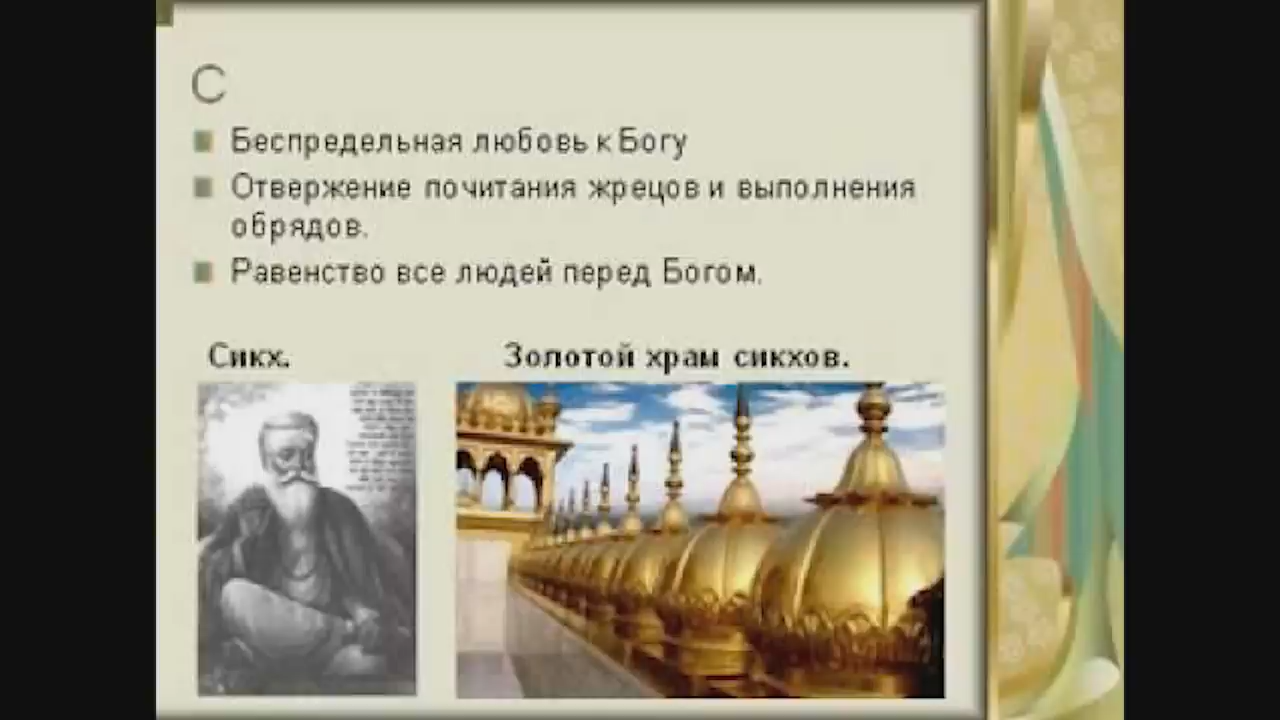 С
Беспредельная любовь к Богу
Отвержение почитания жрецов и выполнения
обрядов.
Равенство все людей перед Богом.
Сикх.
Золотой храм сикхов.